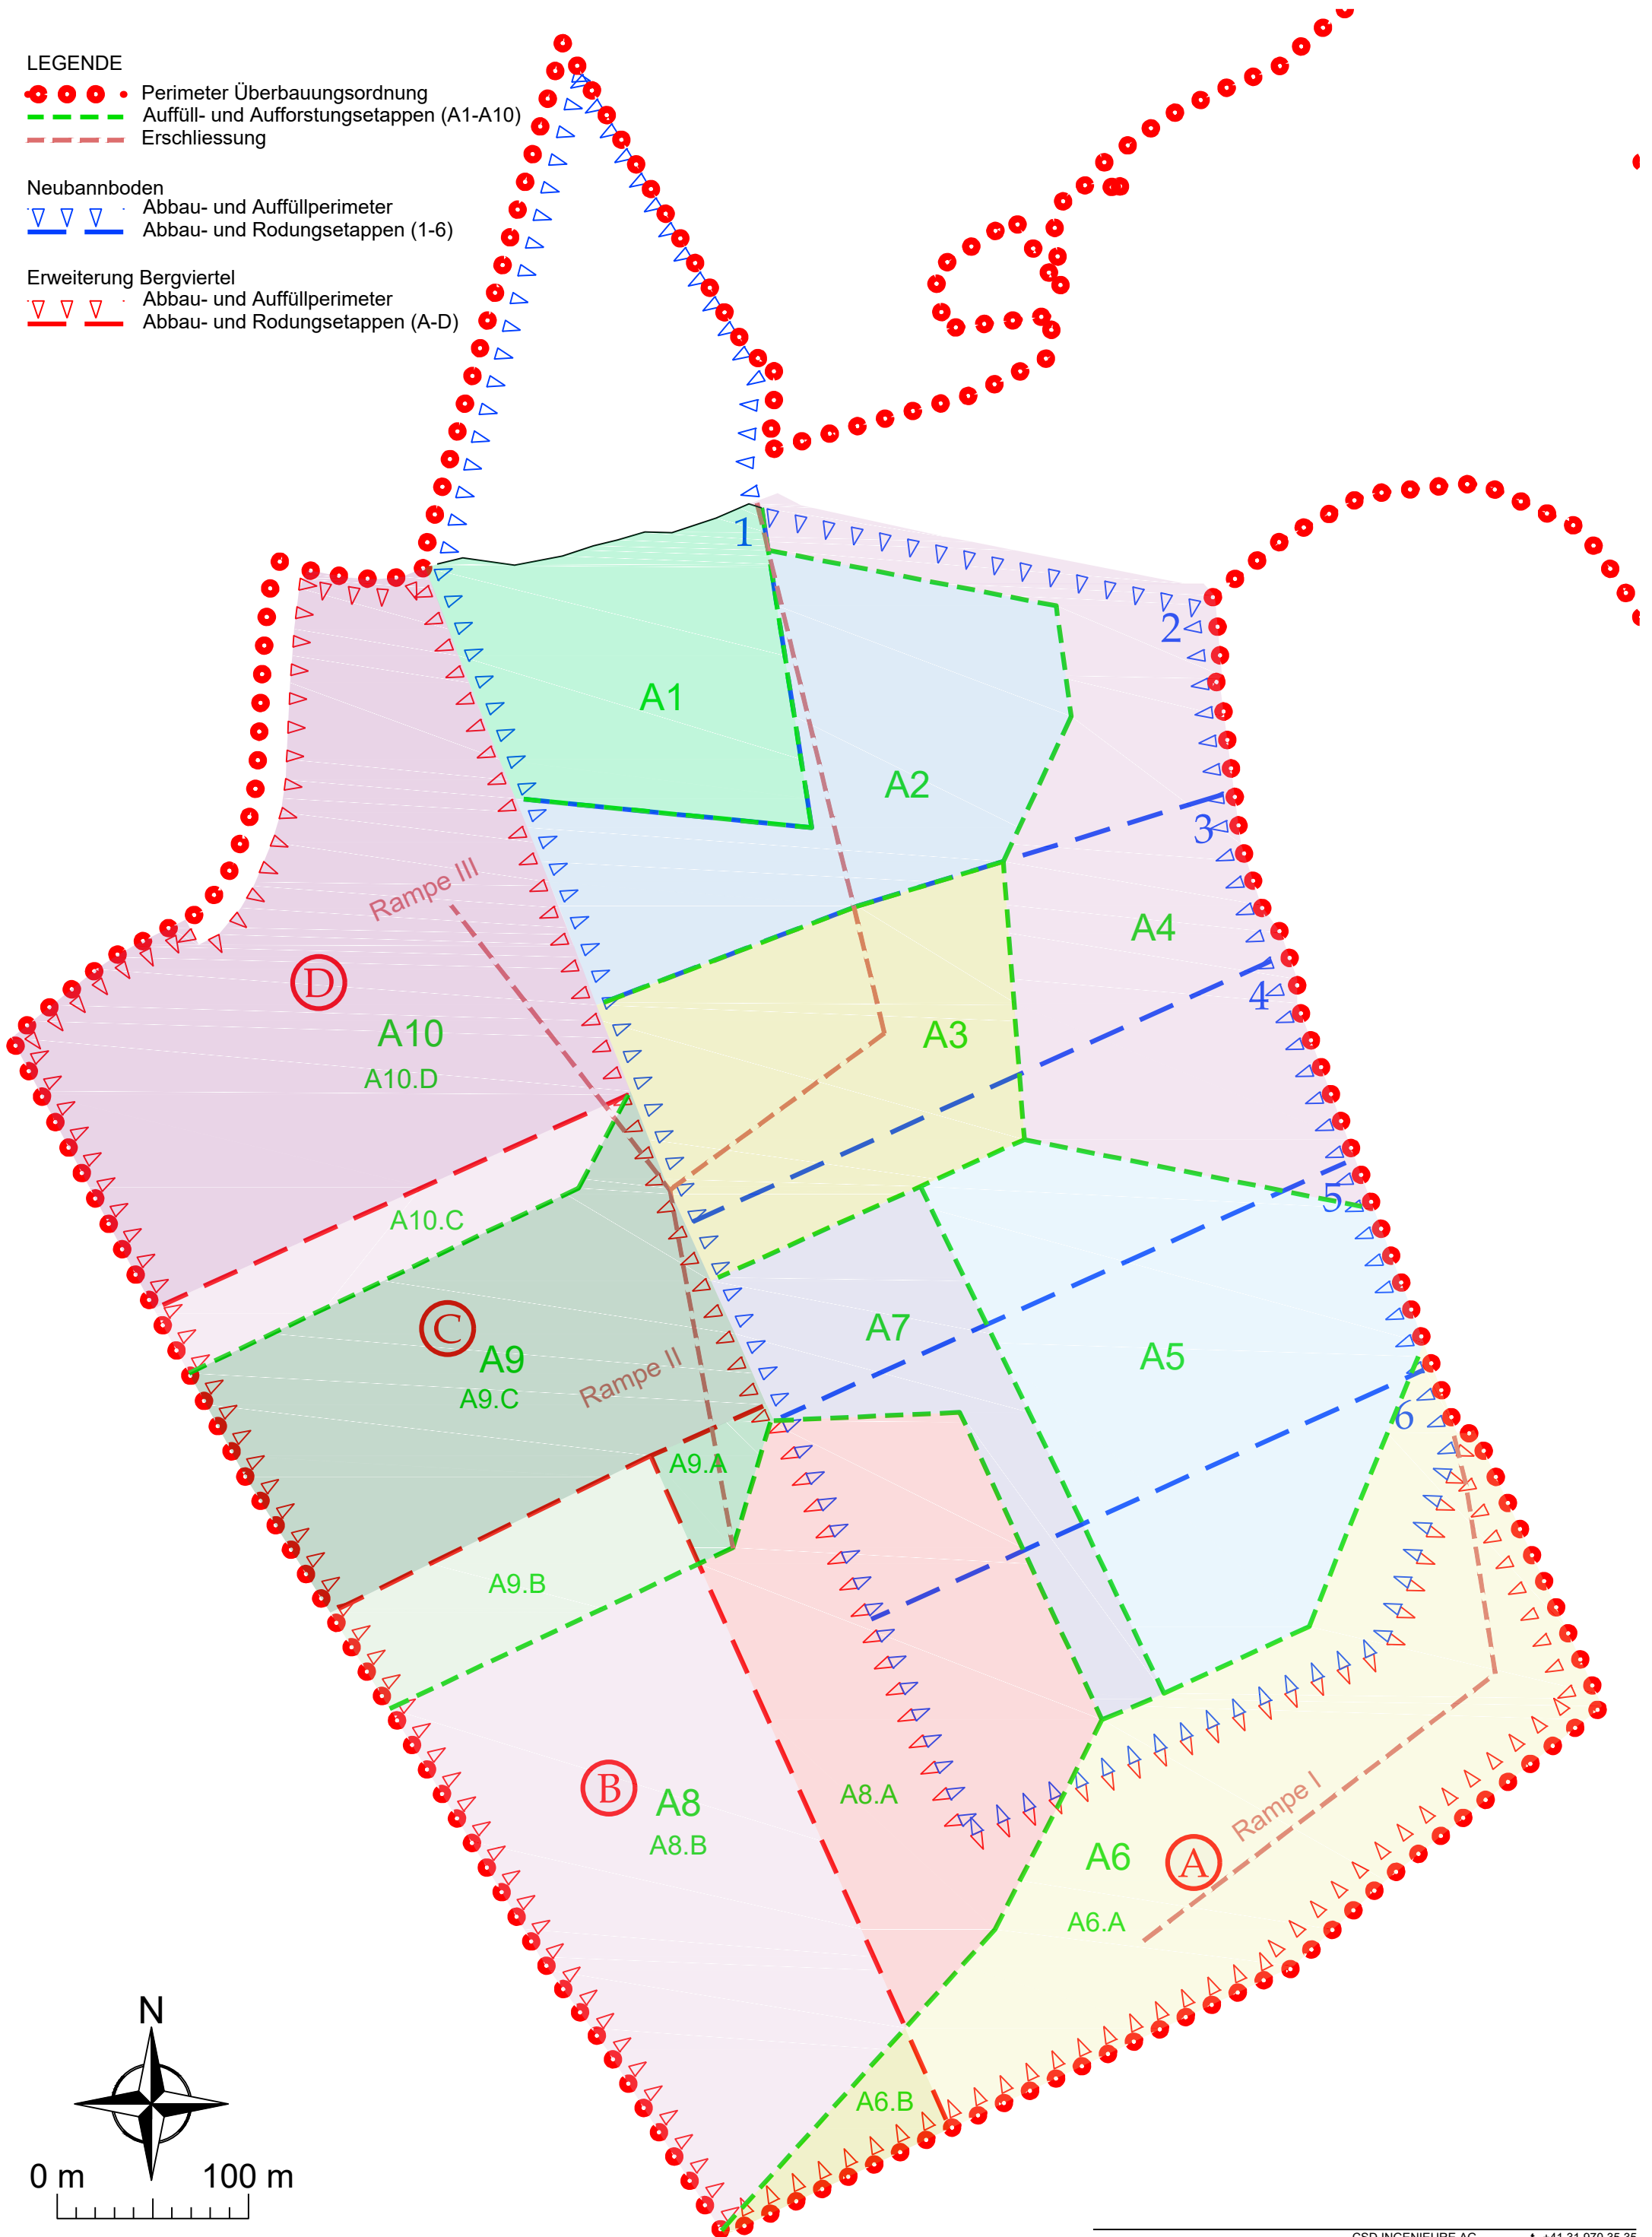 LEGENDE
Perimeter Überbauungsordnung
Auffüll- und Aufforstungsetappen (A1-A10)
Erschliessung
Neubannboden
Abbau- und Auffüllperimeter
Abbau- und Rodungsetappen (1-6)
Erweiterung Bergviertel
Abbau- und Auffüllperimeter
Abbau- und Rodungsetappen (A-D)
1
2
A1
A2
3
Rampe III
A4
D
4
A10
A3
A10.D
5
A10.C
C
A7
A9
A5
Rampe II
A9.C
6
A9.A
A9.B
B
A8
A8.A
Rampe I
A8.B
A6
A
A6.A
N
A6.B
0 m 100 m
CSD INGENIEURE AG